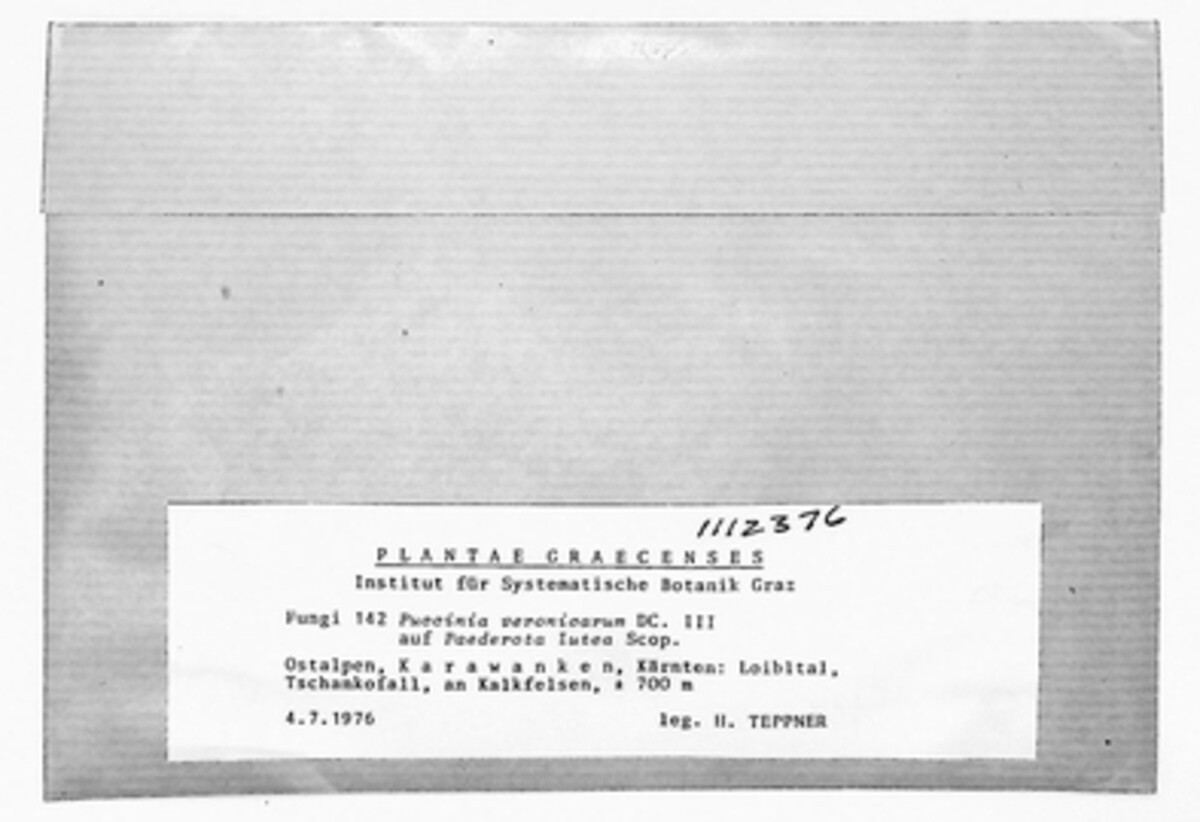 1112376
PLANTAE GRAECENSES
Institut für Systematische Botanik Graz
Fungi 142 Puccinia veronicarum DC. III
auf Paederota lutea Scop.
Ostalpen, Karawanken, Kärnten: Loibltal,
Tschaukofall, an Kalkfelsen, ± 700 m
4.7.1976 leg. H. TEPPNER